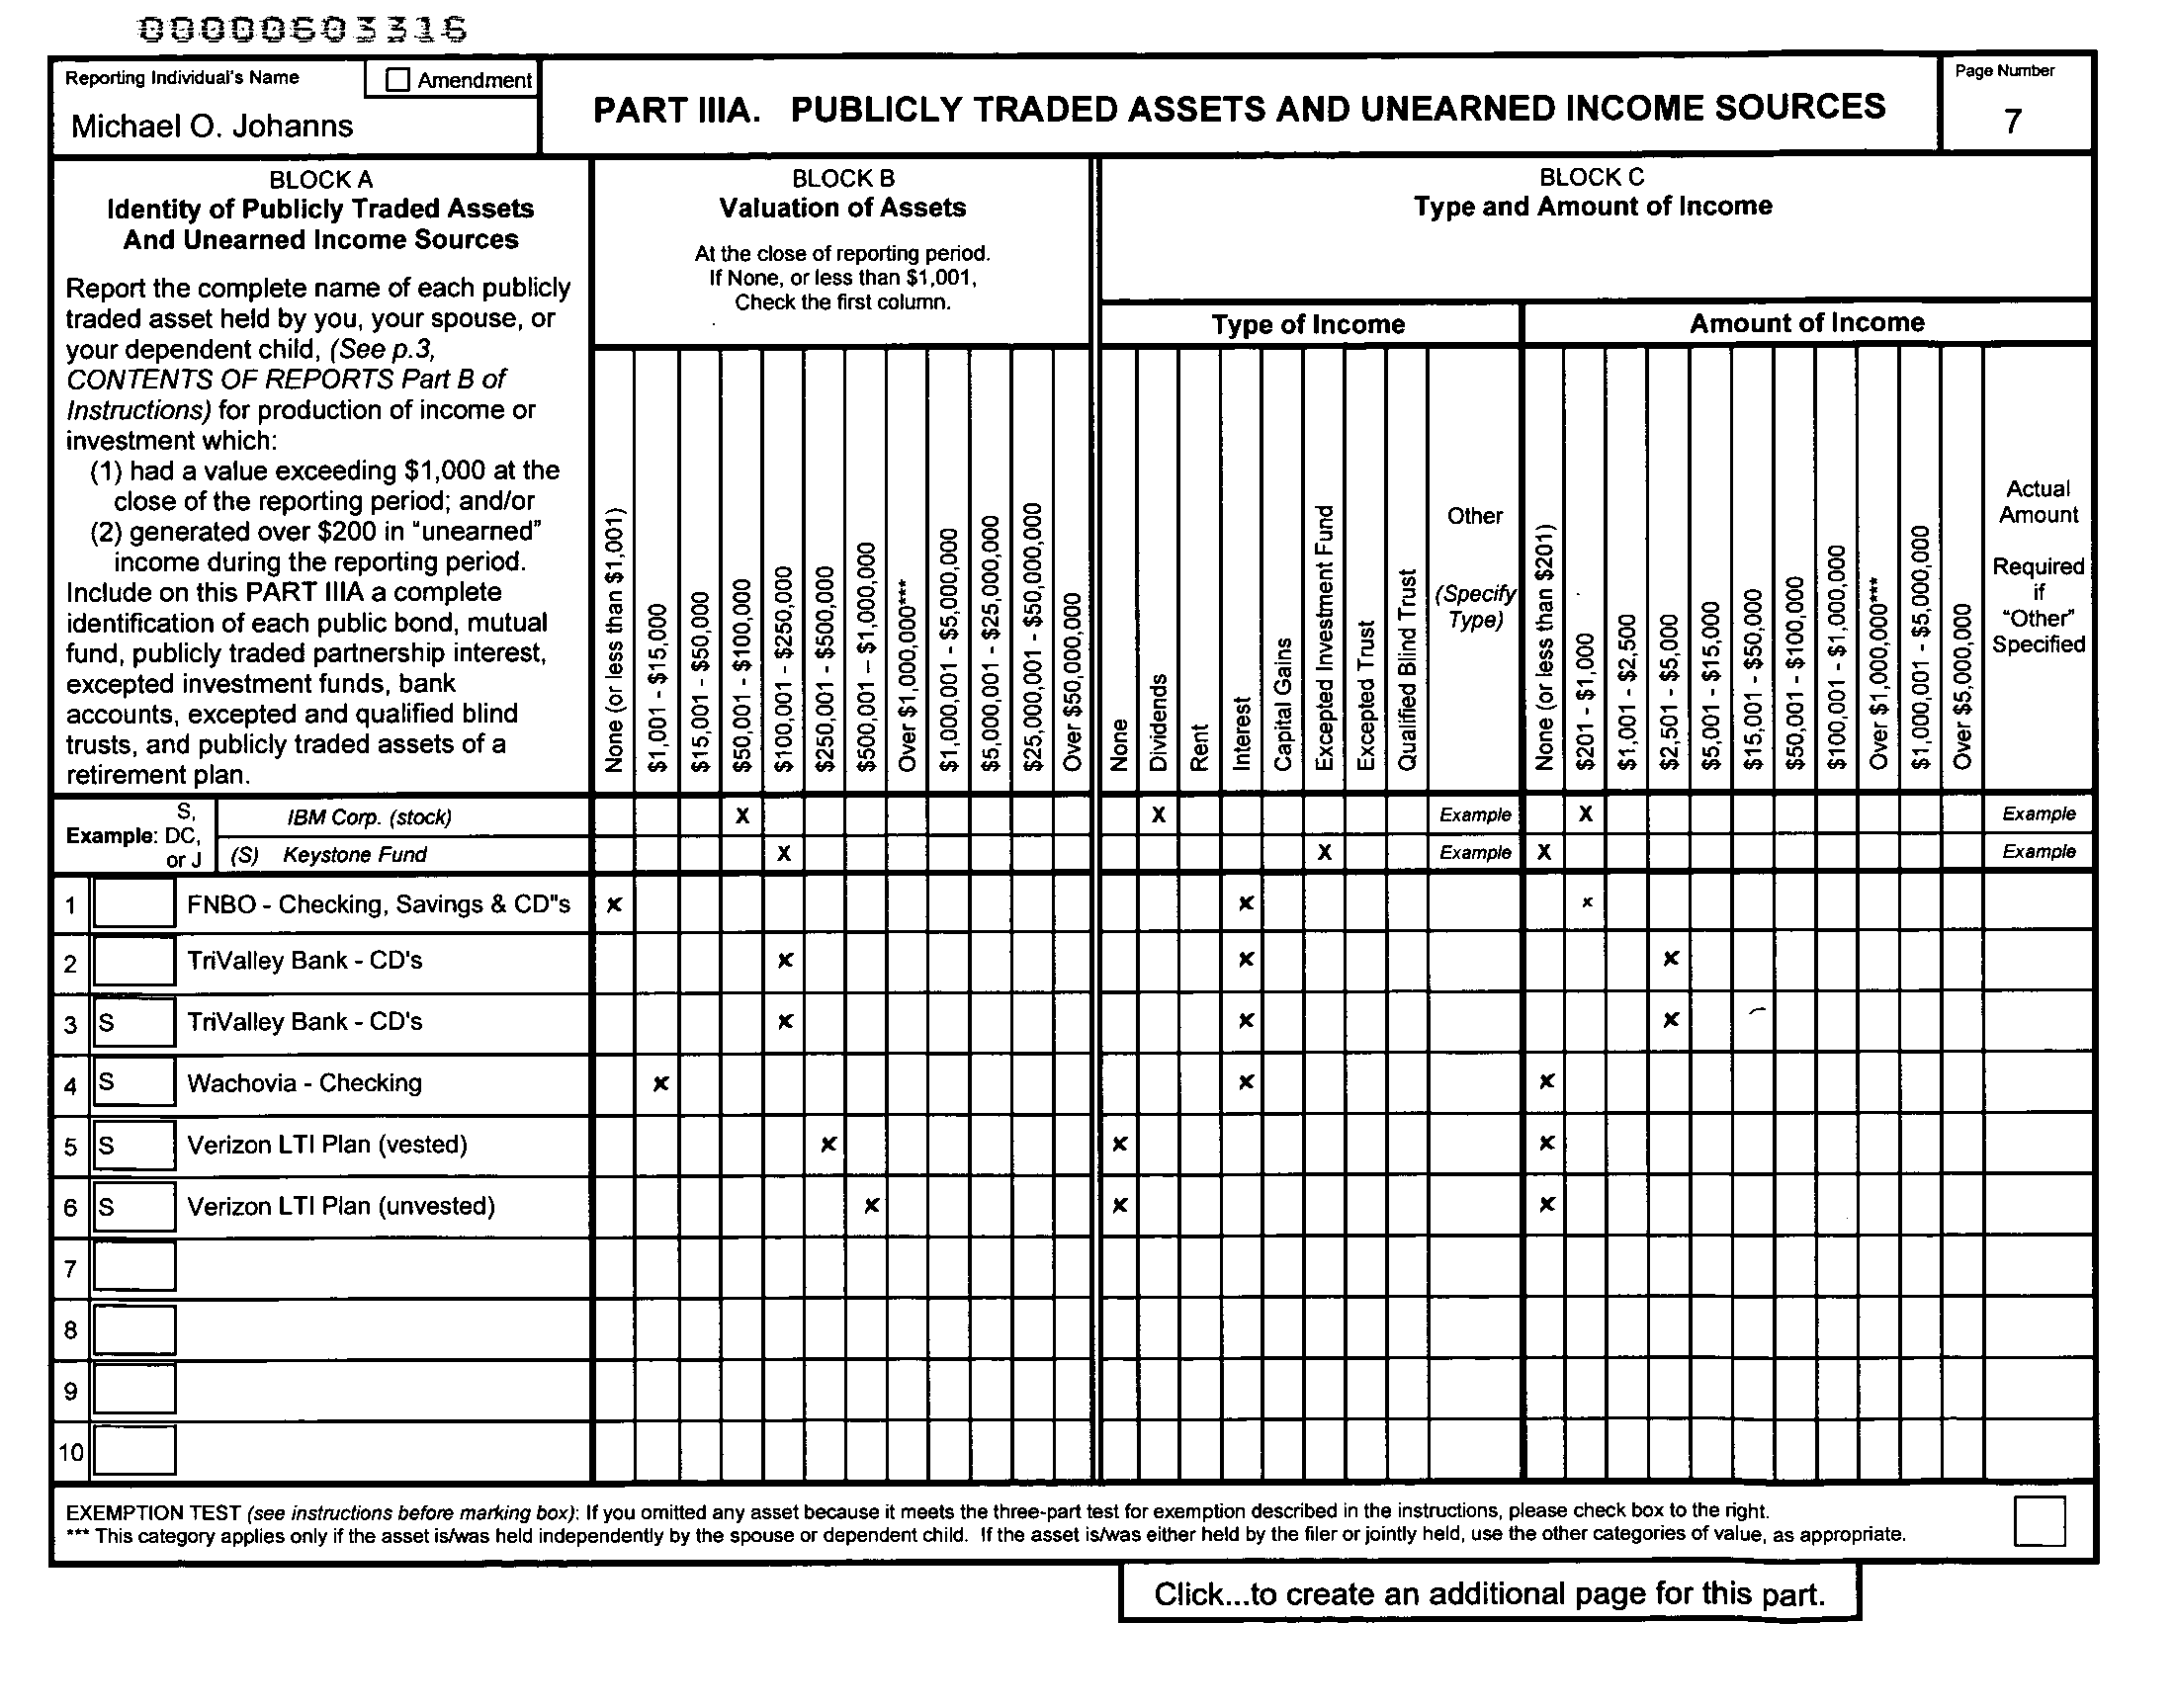 00000603316
Reporting Individual's Name
Amendment
Michael O. Johanns
PART IIIA. PUBLICLY TRADED ASSETS AND UNEARNED INCOME SOURCES
Page Number
7
BLOCK A
Identity of Publicly Traded Assets
And Unearned Income Sources
Report the complete name of each publicly
traded asset held by you, your spouse, or
your dependent child, (See p.3,
CONTENTS OF REPORTS Part B of
Instructions) for production of income or
investment which:
(1) had a value exceeding $1,000 at the
close of the reporting period; and/or
(2) generated over $200 in "unearned"
income during the reporting period.
Include on this PART IIIA a complete
identification of each public bond, mutual
fund, publicly traded partnership interest,
excepted investment funds, bank
accounts, excepted and qualified blind
trusts, and publicly traded assets of a
retirement plan.
BLOCK B
Valuation of Assets
At the close of reporting period.
If None, or less than $1,001,
Check the first column.
None (or less than $1,001)
$1,001 - $15,000
$15,001 - $50,000
$50,001 - $100,000
$100,001 - $250,000
$250,001 - $500,000
$500,001 – $1,000,000
Over $1,000,000***
$1,000,001 - $5,000,000
$5,000,001 - $25,000,000
$25,000,001 - $50,000,000
Over $50,000,000
BLOCK C
Type and Amount of Income
Type of Income
None
Dividends
Rent
Interest
Capital Gains
Excepted Investment Fund
Excepted Trust
Qualified Blind Trust
Other
(Specify
Type)
Amount of Income
None (or less than $201)
$201 - $1,000
$1,001 - $2,500
$2,501 - $5,000
$5,001 - $15,000
$15,001 - $50,000
$50,001 - $100,000
$100,001 - $1,000,000
Over $1,000,000***
$1,000,001 - $5,000,000
Over $5,000,000
Actual
Amount
Required
if
"Other"
Specified
Example: S, DC, or J
IBM Corp. (stock) X X Example X Example
(S) Keystone Fund X X Example X Example
1 FNBO - Checking, Savings & CD"s x x x
2 TriValley Bank - CD's x x x
3 S TriValley Bank - CD's x x x
4 S Wachovia - Checking x x x
5 S Verizon LTI Plan (vested) x x x
6 S Verizon LTI Plan (unvested) x x x
7
8
9
10
EXEMPTION TEST (see instructions before marking box): If you omitted any asset because it meets the three-part test for exemption described in the instructions, please check box to the right.
*** This category applies only if the asset is/was held independently by the spouse or dependent child. If the asset is/was either held by the filer or jointly held, use the other categories of value, as appropriate.
Click...to create an additional page for this part.